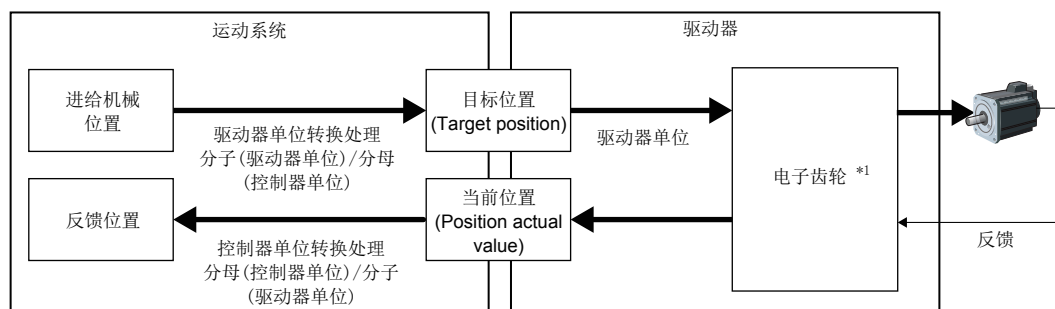 运动系统
驱动器
进给机械
位置
驱动器单位转换处理
分子(驱动器单位)/分母
(控制器单位)
目标位置
(Target position)
驱动器单位
电子齿轮 *1
反馈位置
控制器单位转换处理
分母(控制器单位)/分子
(驱动器单位)
当前位置
(Position actual
value)
反馈